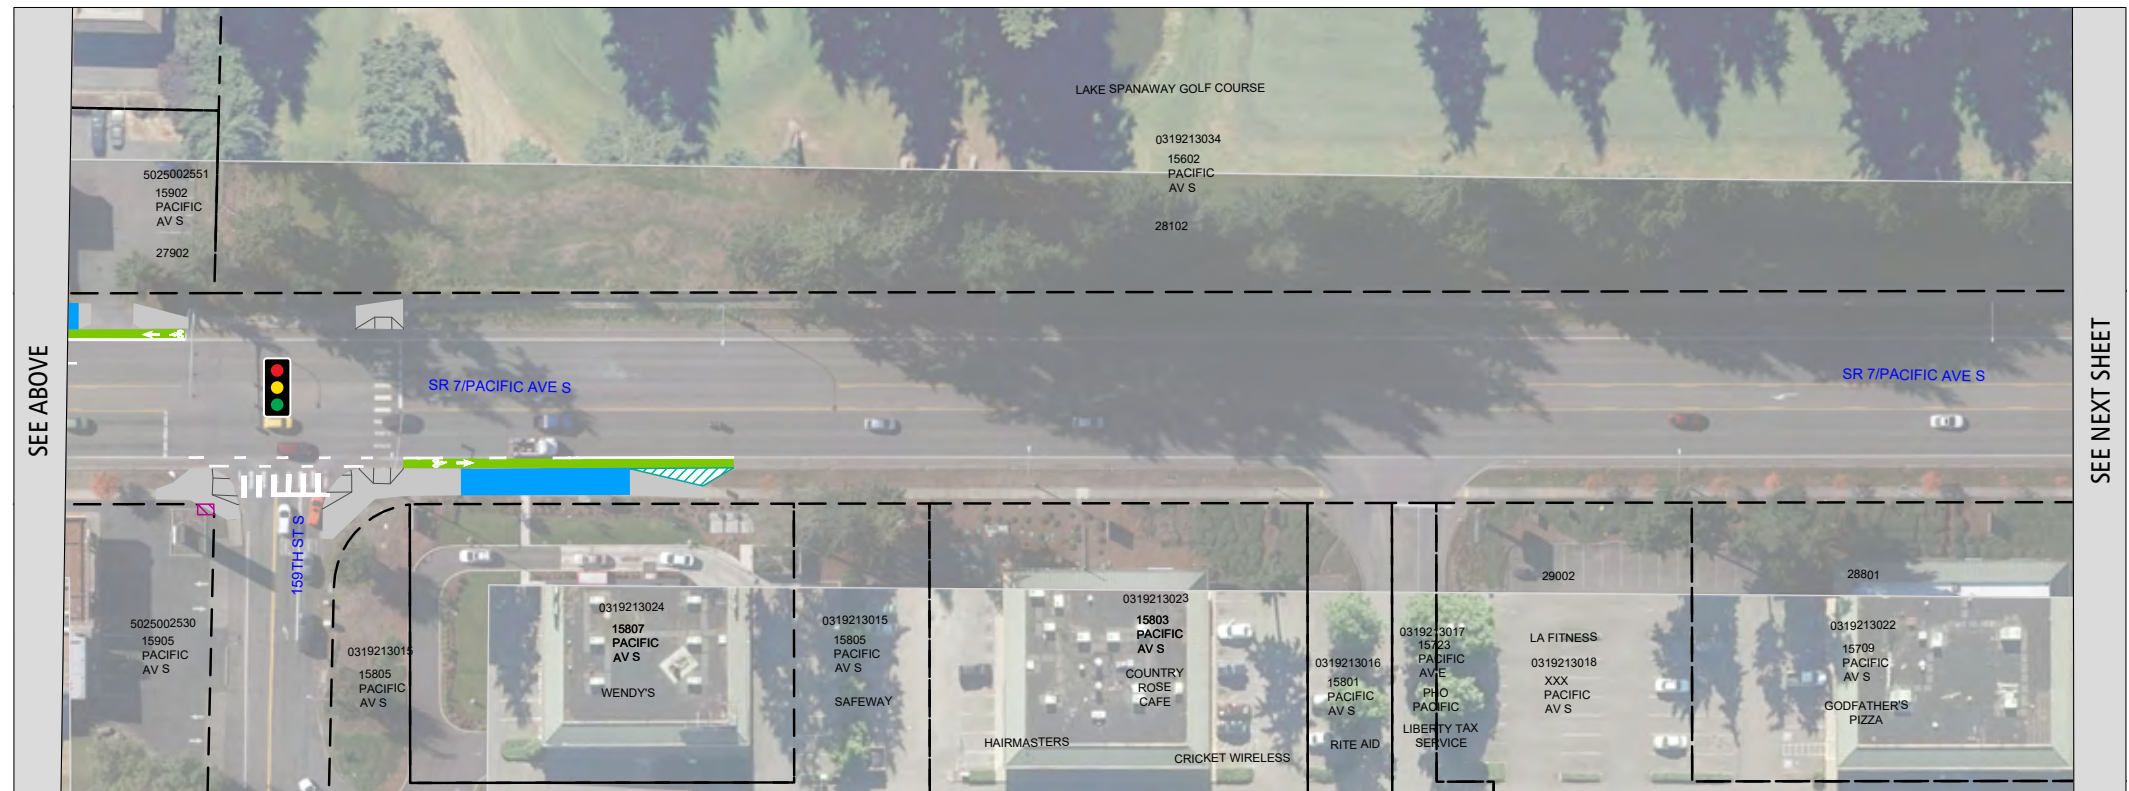 SEE ABOVE
LAKE SPANAWAY GOLF COURSE
0319213034
15602
PACIFIC
AV S
28102
5025002551
15902
PACIFIC
AV S
27902
SR 7/PACIFIC AVE S
SR 7/PACIFIC AVE S
SEE NEXT SHEET
159TH ST S
5025002530
15905
PACIFIC
AV S
0319213015
15805
PACIFIC
AV S
0319213024
15807
PACIFIC
AV S
WENDY'S
0319213015
15805
PACIFIC
AV S
SAFEWAY
HAIRMASTERS
0319213023
15803
PACIFIC
AV S
COUNTRY
ROSE
CAFE
CRICKET WIRELESS
0319213016
15801
PACIFIC
AV S
RITE AID
0319213017
15723
PACIFIC
AV E
PHO
PACIFIC
LIBERTY TAX
SERVICE
29002
LA FITNESS
0319213018
XXX
PACIFIC
AV S
28801
0319213022
15709
PACIFIC
AV S
GODFATHER'S
PIZZA